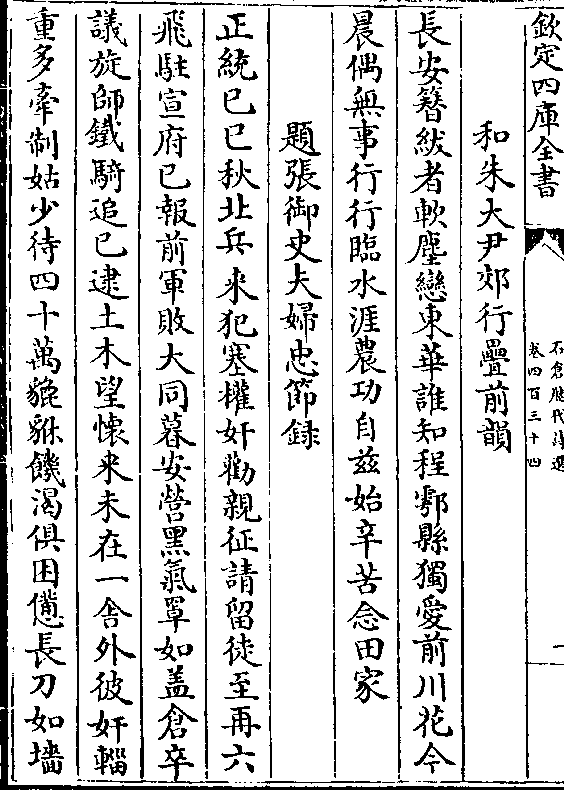 欽定四庫全書
石倉歷代詩選
卷四百三十四
一
和朱大尹郊行疊前韻
長安簪紱者軟塵戀東華誰知程鄠縣獨愛前川花今
晨偶無事行行臨水涯農功自兹始辛苦念田家
題張御史夫婦忠節録
正統已巳秋北兵来犯塞權奸勸親征請留徒至再六
飛駐宣府已報前軍敗大同暮安營黑氣罩如盖倉卒
議旋師鐵騎追已逮土木望懐来未在一舍外彼奸輜
重多牽制姑少待四十萬貔貅饑渴俱困憊長刀如墻